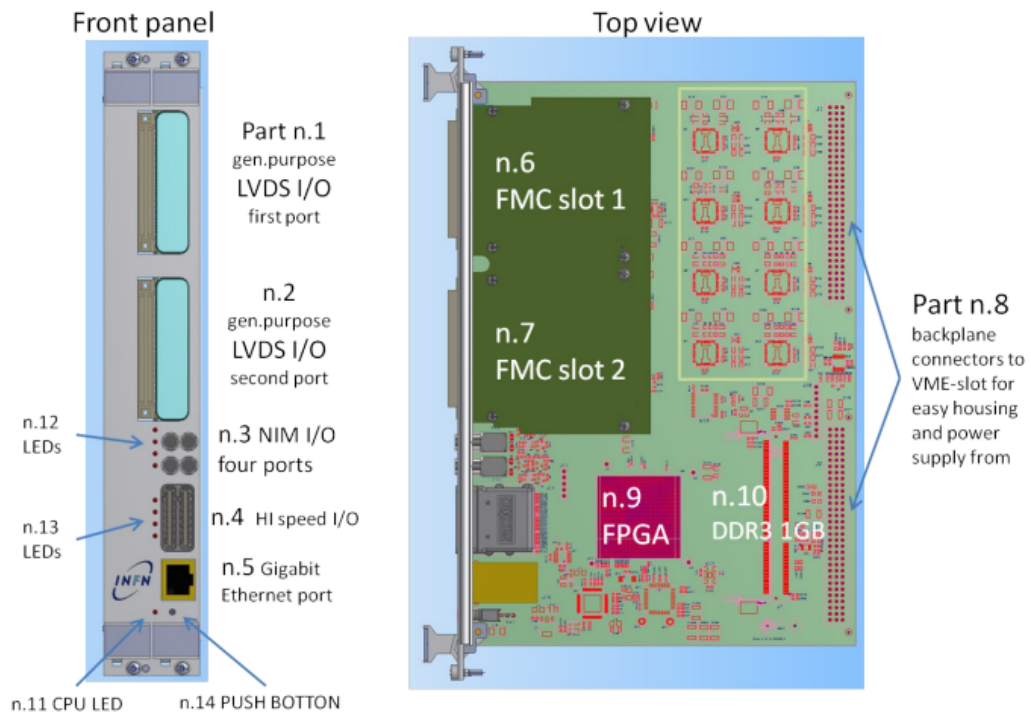 Front panel
Part n.1
gen.purpose
LVDS I/O
first port
n.2
gen.purpose
LVDS I/O
second port
n.12
LEDs
n.3 NIM I/O
four ports
n.13
LEDs
n.4 HI speed I/O
INFN
n.5 Gigabit
Ethernet port
n.11 CPU LED
n.14 PUSH BOTTON
Top view
n.6
FMC slot 1
n.7
FMC slot 2
Part n.8
backplane
connectors to
VME-slot for
easy housing
and power
supply from
n.9
FPGA
n.10
DDR3 1GB